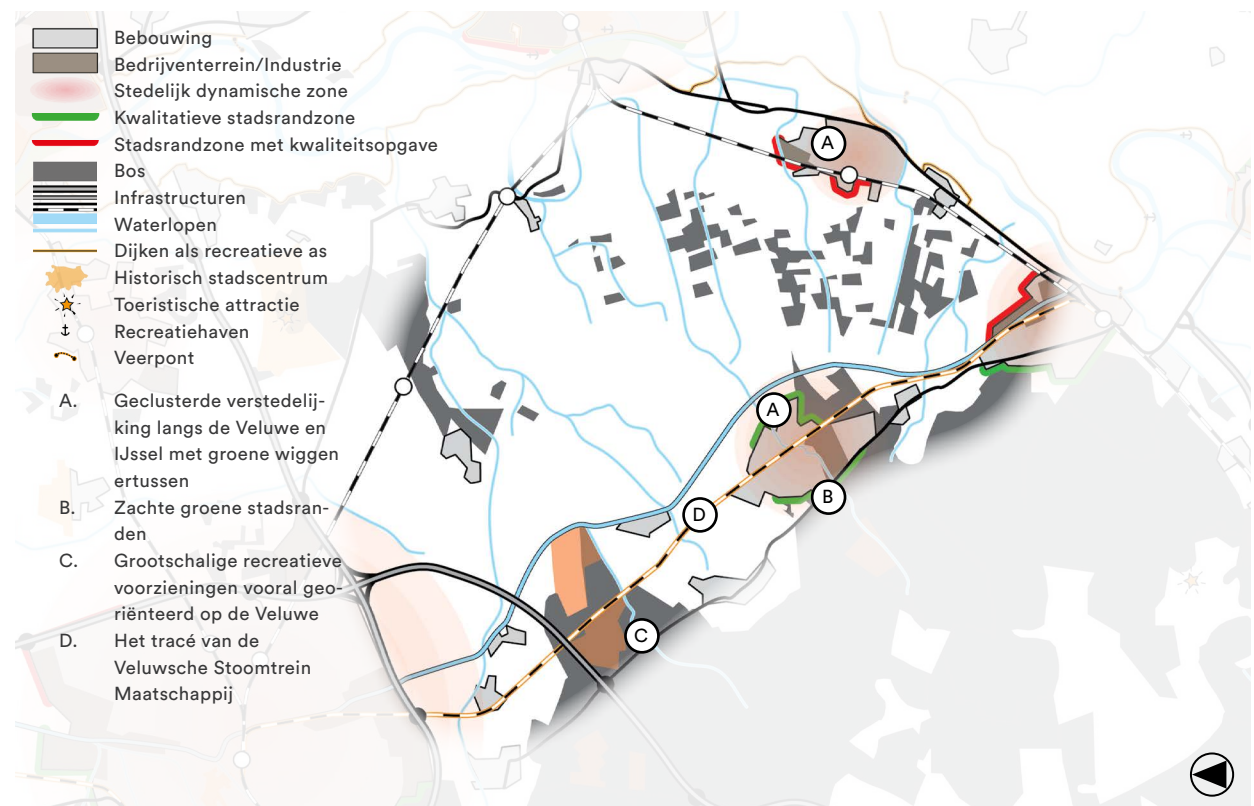 Bebouwing
Bedrijventerrein/Industrie
Stedelijk dynamische zone
Kwalitatieve stadsrandzone
Stadsrandzone met kwaliteitsopgave
Bos
Infrastructuren
Waterlopen
Dijken als recreatieve as
Historisch stadscentrum
Toeristische attractie
Recreatiehaven
Veerpont
A. Geclusterde verstedelij-
king langs de Veluwe en
IJssel met groene wiggen
ertussen
B. Zachte groene stadsran-
den
C. Grootschalige recreatieve
voorzieningen vooral geo-
riënteerd op de Veluwe
D. Het tracé van de
Veluwsche Stoomtrein
Maatschappij
A
A
B
D
C